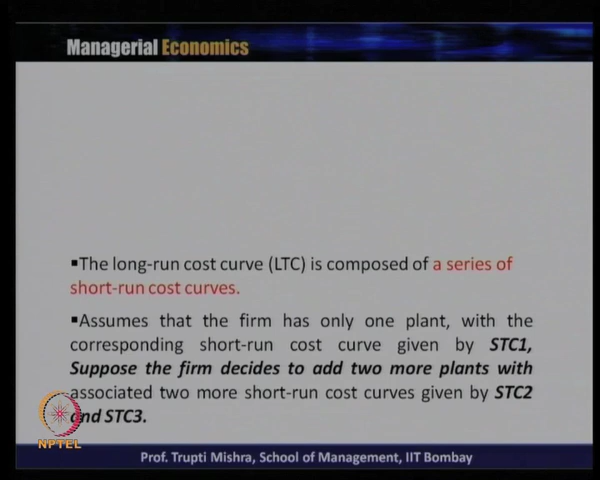 Managerial Economics
▪The long-run cost curve (LTC) is composed of a series of
short-run cost curves.
▪Assumes that the firm has only one plant, with the
corresponding short-run cost curve given by STC1,
Suppose the firm decides to add two more plants with
associated two more short-run cost curves given by STC2
and STC3.
NPTEL
Prof. Trupti Mishra, School of Management, IIT Bombay